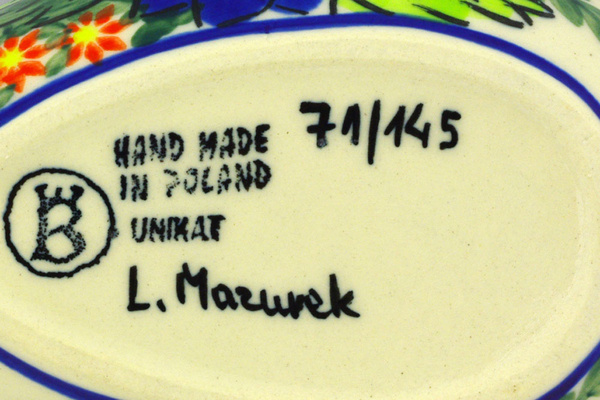 71/145
HAND MADE
IN POLAND
B
UNIKAT
L. Mazurek